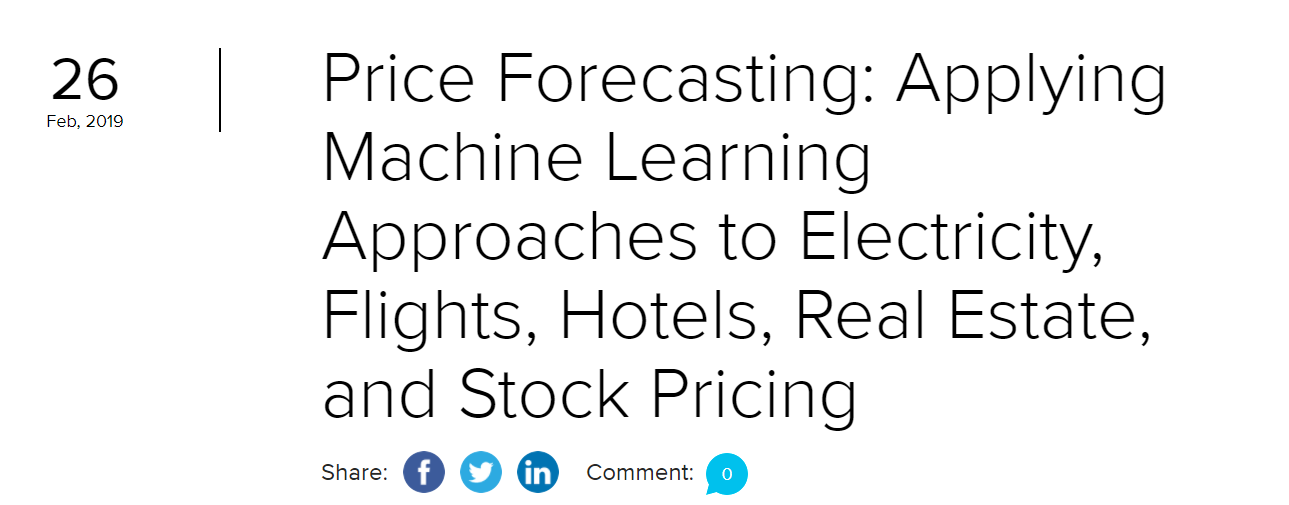 26
Feb, 2019
Price Forecasting: Applying
Machine Learning
Approaches to Electricity,
Flights, Hotels, Real Estate,
and Stock Pricing
Share: f in Comment: 0